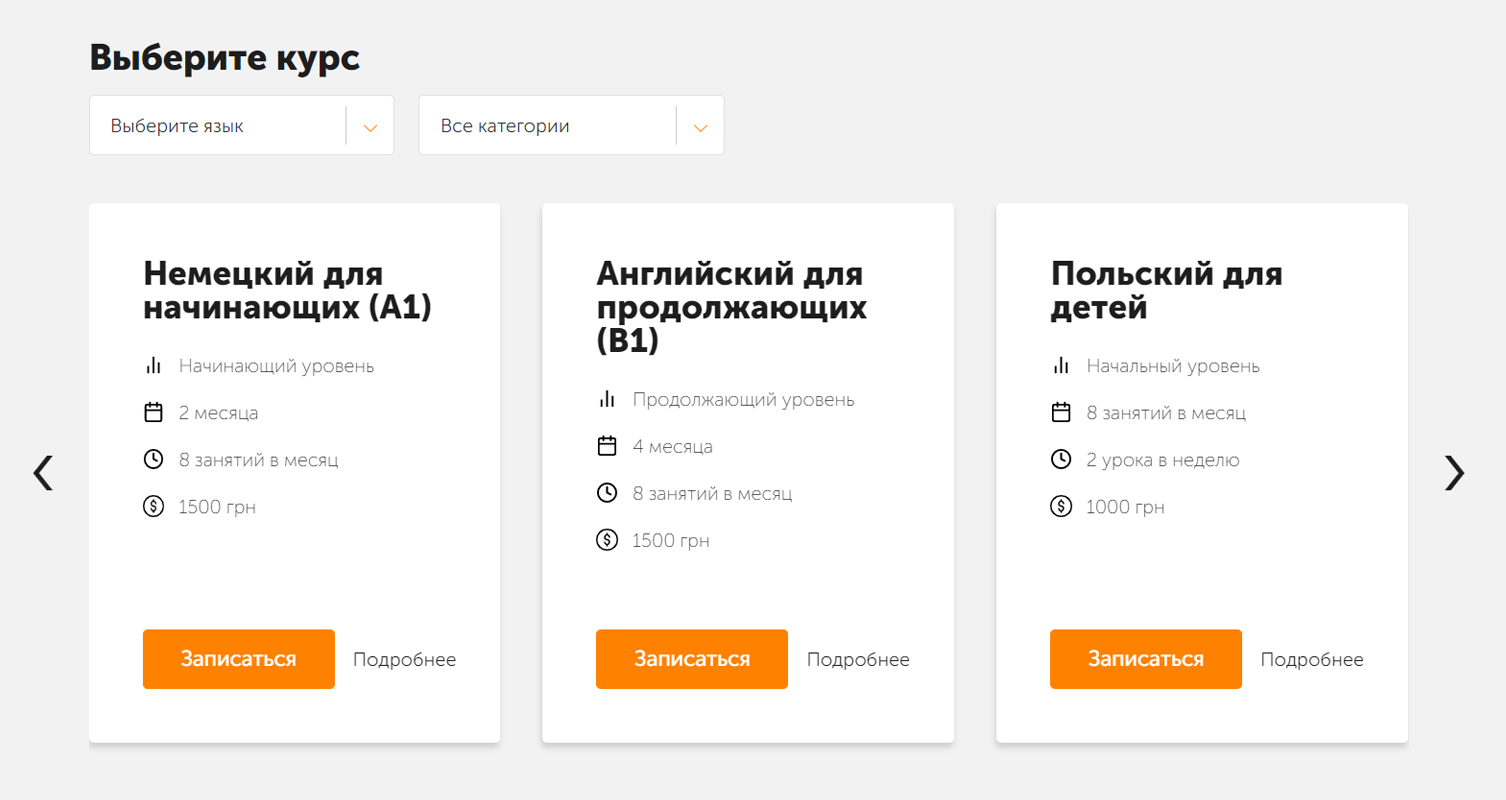 Выберите курс
Выберите язык
Все категории
Немецкий для
начинающих (A1)
Начинающий уровень
2 месяца
8 занятий в месяц
1500 грн
Записаться
Подробнее
Английский для
продолжающих
(B1)
Продолжающий уровень
4 месяца
8 занятий в месяц
1500 грн
Записаться
Подробнее
Польский для
детей
Начальный уровень
8 занятий в месяц
2 урока в неделю
1000 грн
Записаться
Подробнее